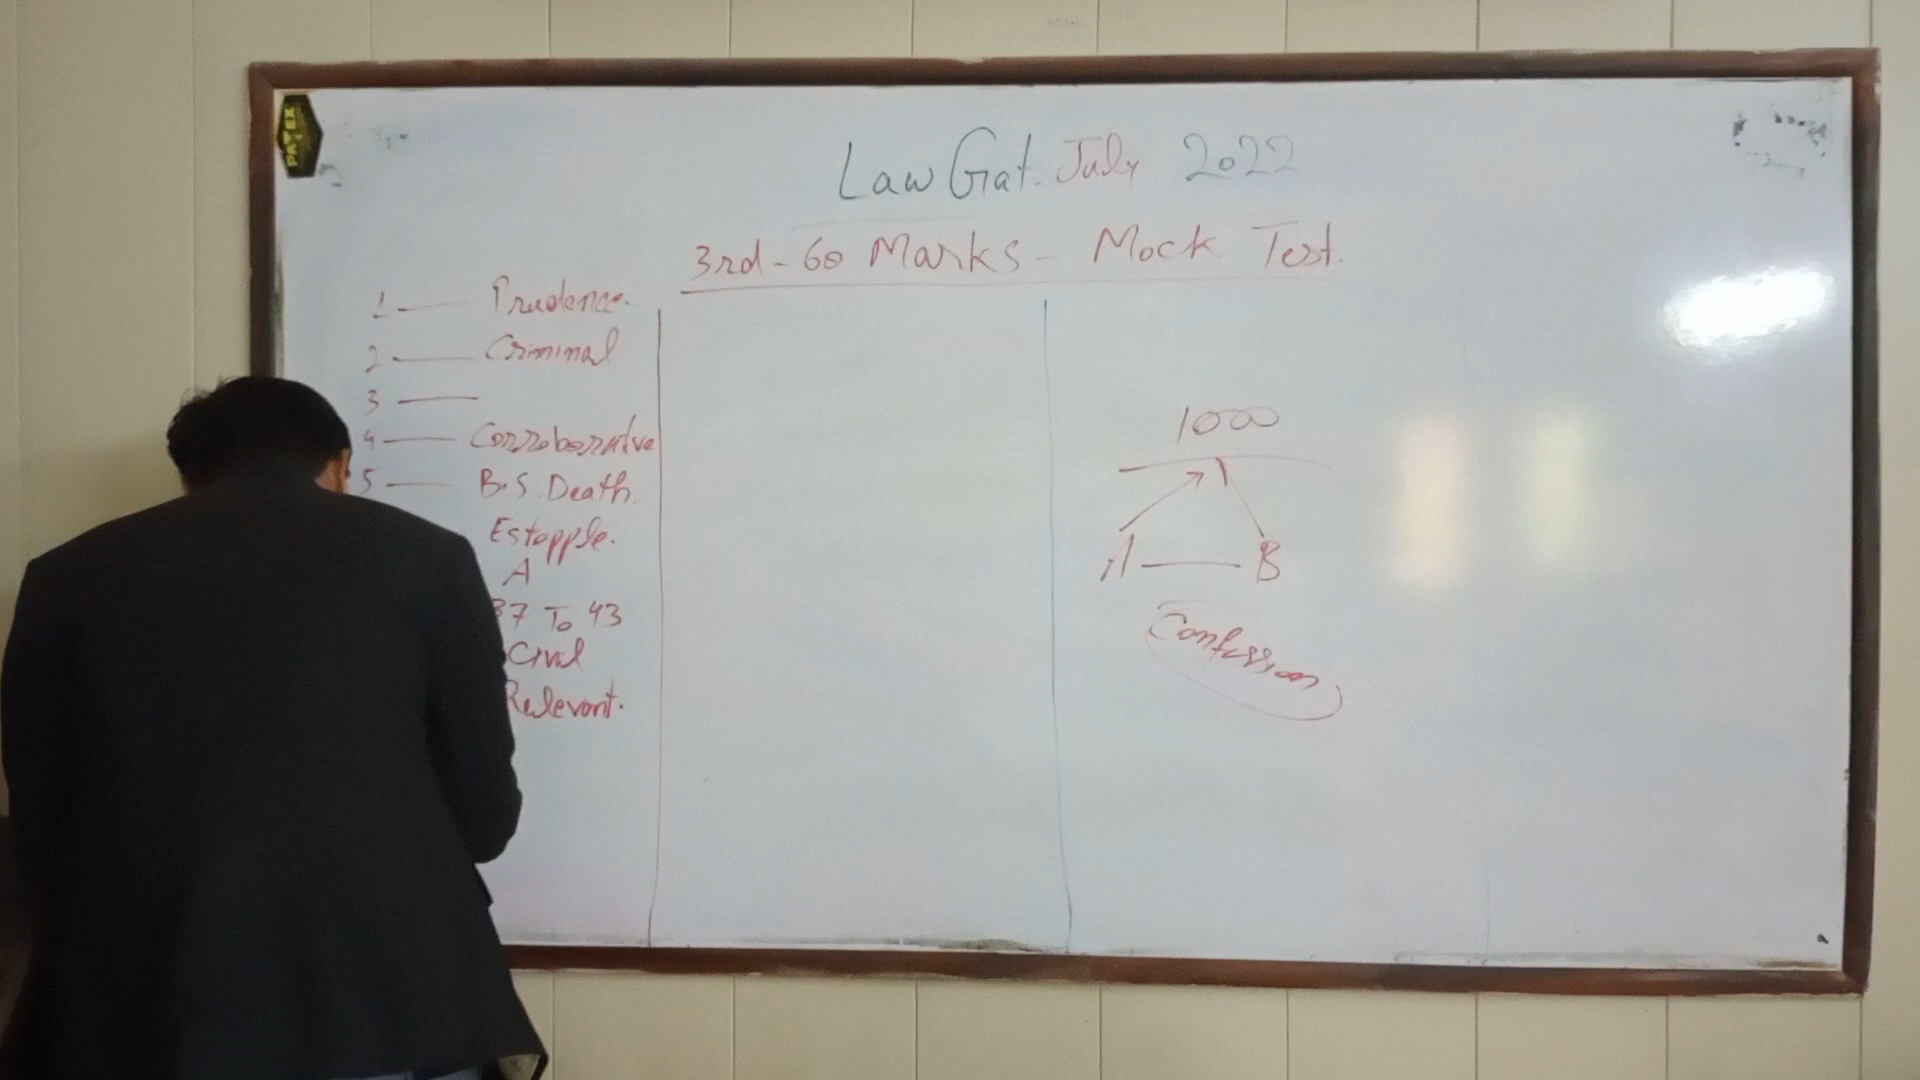 Law Gat. July 2022
3rd - 60 Marks - Mock Test.
1 — Prudence.
2 — Criminal
3 —
4 — Corroborative
5 — B.S. Death.
Estopple.
A
37 To 43
Civil
Relevant.
1000
A — B
Confession